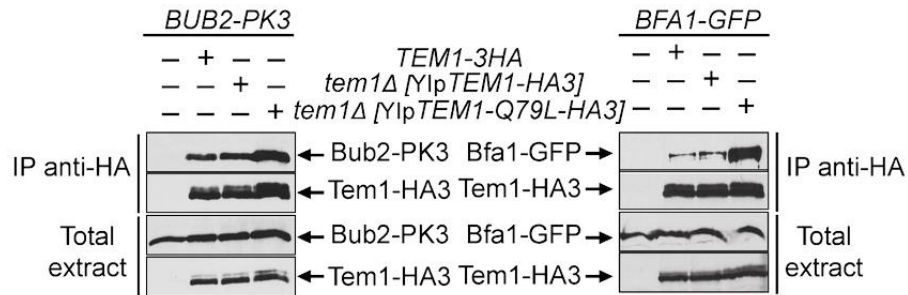 BUB2-PK3 BFA1-GFP
– + – – TEM1-3HA – + – –
– – + – tem1Δ [YIpTEM1-HA3] – – + –
– – – + tem1Δ [YIpTEM1-Q79L-HA3] – – – +
IP anti-HA Bub2-PK3 Bfa1-GFP IP anti-HA
Tem1-HA3 Tem1-HA3
Total extract Bub2-PK3 Bfa1-GFP Total extract
Tem1-HA3 Tem1-HA3